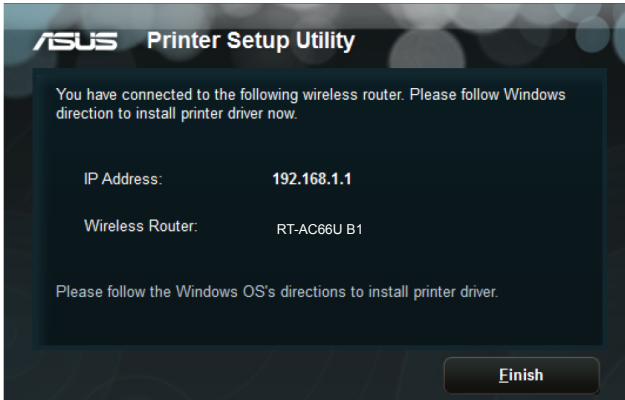 ASUS Printer Setup Utility
You have connected to the following wireless router. Please follow Windows
direction to install printer driver now.
IP Address: 192.168.1.1
Wireless Router: RT-AC66U B1
Please follow the Windows OS's directions to install printer driver.
Finish